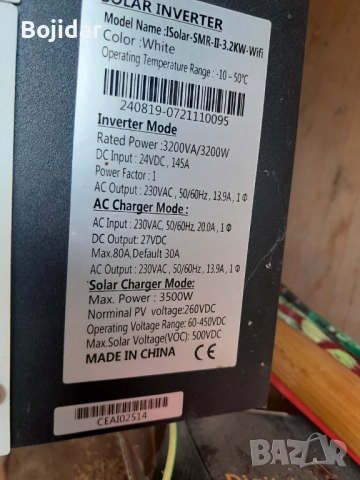 Bojidar
SOLAR INVERTER
Model Name :ISolar-SMR-II-3.2KW-Wifi
Color :White
Operating Temperature Range: -10～50℃
240819-0721110095
Inverter Mode
Rated Power :3200VA/3200W
DC Input : 24VDC, 145A
Power Factor : 1
AC Output : 230VAC, 50/60Hz, 13.9A, 1 Φ
AC Charger Mode :
AC Input : 230VAC, 50/60Hz, 20.0A , 1 Φ
DC Output: 27VDC
Max.80A,Default 30A
AC Output : 230VAC , 50/60Hz , 13.9A , 1 Φ
Solar Charger Mode:
Max. Power : 3500W
Norminal PV voltage:260VDC
Operating Voltage Range: 60-450VDC
Max.Solar Voltage(VOC): 500VDC
MADE IN CHINA CE
CEAI02514
BAZAR